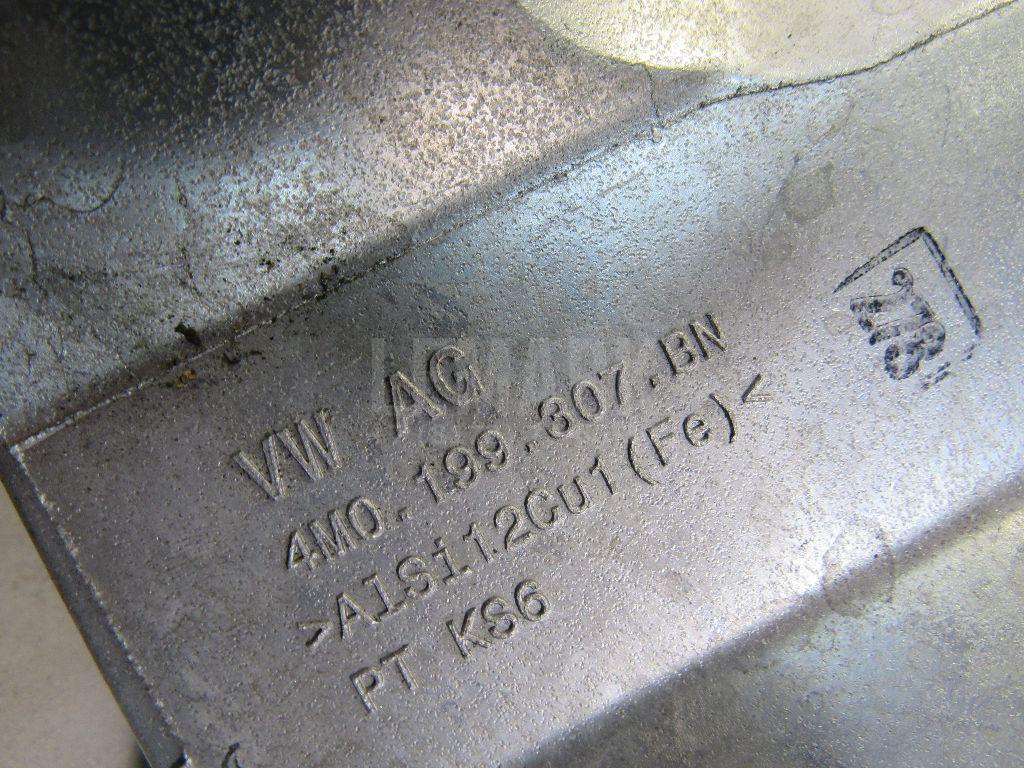 VW AG
4M0.199.307.BN
>AlSi12Cu1(Fe)<
PT KS6